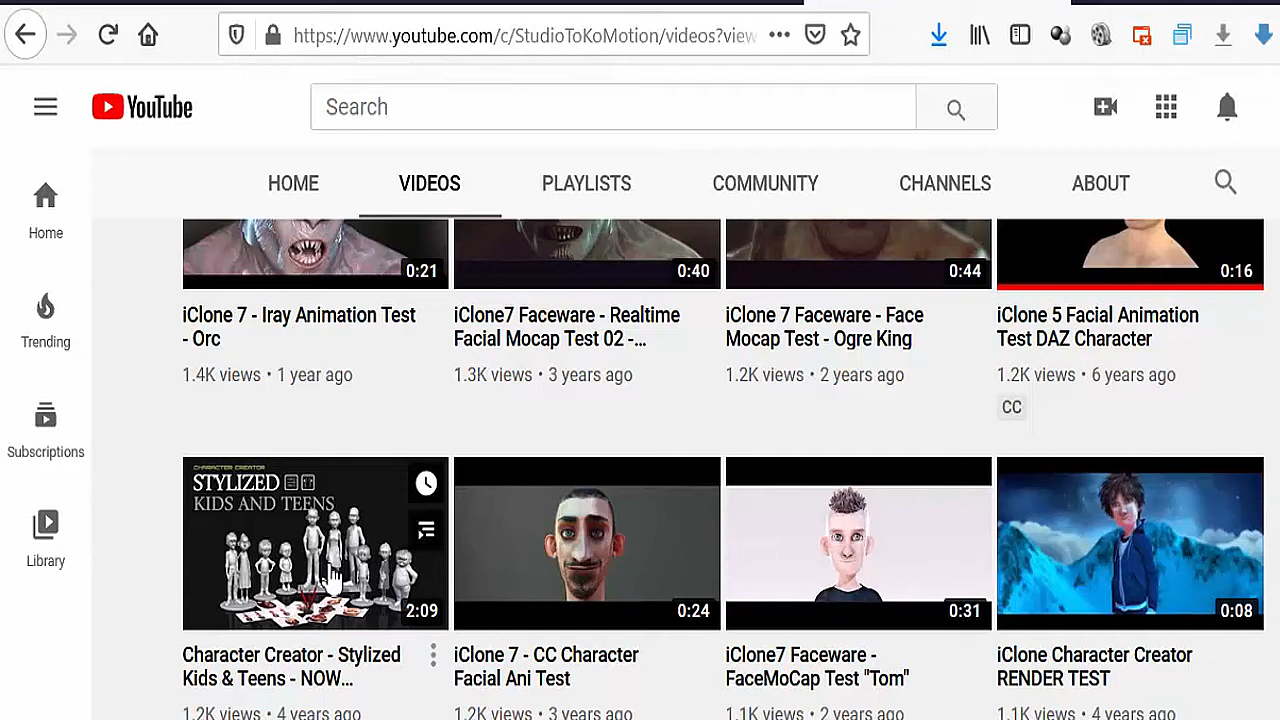 https://www.youtube.com/c/StudioToKoMotion/videos?view
YouTube
Search
HOME
VIDEOS
PLAYLISTS
COMMUNITY
CHANNELS
ABOUT
Home
Trending
Subscriptions
Library
0:21
0:40
0:44
0:16
iClone 7 - Iray Animation Test
- Orc
1.4K views • 1 year ago
iClone7 Faceware - Realtime
Facial Mocap Test 02 -...
1.3K views • 3 years ago
iClone 7 Faceware - Face
Mocap Test - Ogre King
1.2K views • 2 years ago
iClone 5 Facial Animation
Test DAZ Character
1.2K views • 6 years ago
CC
CHARACTER CREATOR
STYLIZED
KIDS AND TEENS
2:09
0:24
0:31
0:08
Character Creator - Stylized
Kids & Teens - NOW...
1.2K views • 4 years ago
iClone 7 - CC Character
Facial Ani Test
1.2K views • 3 years ago
iClone7 Faceware -
FaceMoCap Test "Tom"
1.1K views • 2 years ago
iClone Character Creator
RENDER TEST
1.1K views • 4 years ago